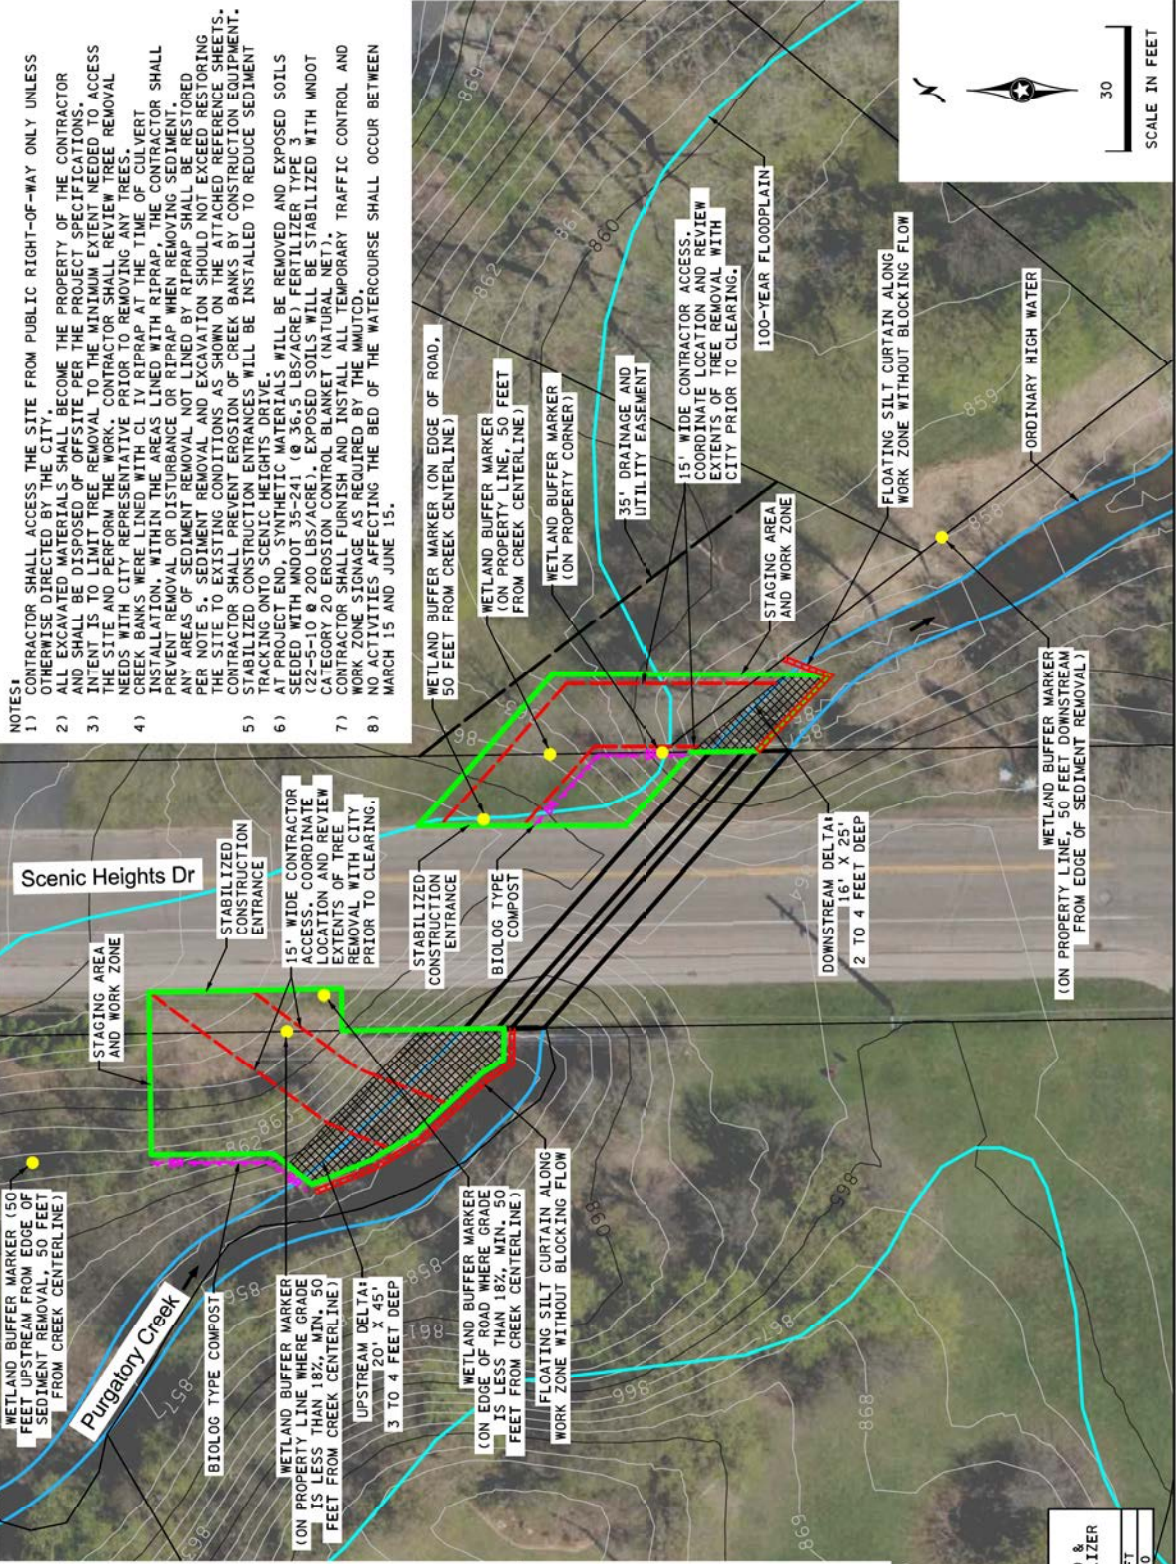 NOTES:
1) CONTRACTOR SHALL ACCESS THE SITE FROM PUBLIC RIGHT-OF-WAY ONLY UNLESS
OTHERWISE DIRECTED BY THE CITY.
2) ALL EXCAVATED MATERIALS SHALL BECOME THE PROPERTY OF THE CONTRACTOR
AND SHALL BE DISPOSED OF OFFSITE PER THE PROJECT SPECIFICATIONS.
3) INTENT IS TO LIMIT TREE REMOVAL TO THE MINIMUM EXTENT NEEDED TO ACCESS
THE SITE AND PERFORM THE WORK. CONTRACTOR SHALL REVIEW TREE REMOVAL
NEEDS WITH CITY REPRESENTATIVE PRIOR TO REMOVING ANY TREES.
4) CREEK BANKS WERE LINED WITH CL IV RIPRAP AT THE TIME OF CULVERT
INSTALLATION. WITHIN THE AREAS LINED WITH RIPRAP, THE CONTRACTOR SHALL
PREVENT REMOVAL OR DISTURBANCE OF RIPRAP WHEN REMOVING SEDIMENT.
ANY AREAS OF SEDIMENT REMOVAL NOT LINED BY RIPRAP SHALL BE RESTORED
PER NOTE 5. SEDIMENT REMOVAL AND EXCAVATION SHOULD NOT EXCEED RESTORING
THE SITE TO EXISTING CONDITIONS AS SHOWN ON THE ATTACHED REFERENCE SHEETS.
CONTRACTOR SHALL PREVENT EROSION OF CREEK BANKS BY CONSTRUCTION EQUIPMENT.
5) STABILIZED CONSTRUCTION ENTRANCES WILL BE INSTALLED TO REDUCE SEDIMENT
TRACKING ONTO SCENIC HEIGHTS DRIVE.
6) AT PROJECT END, SYNTHETIC MATERIALS WILL BE REMOVED AND EXPOSED SOILS
SEEDED WITH MNDOT 35-241 (@ 36.5 LBS/ACRE) FERTILIZER TYPE 3
(22-5-10 @ 200 LBS/ACRE). EXPOSED SOILS WILL BE STABILIZED WITH MNDOT
CATEGORY 20 EROSION CONTROL BLANKET (NATURAL NET).
7) CONTRACTOR SHALL FURNISH AND INSTALL ALL TEMPORARY TRAFFIC CONTROL AND
WORK ZONE SIGNAGE AS REQUIRED BY THE MMUTCD.
8) NO ACTIVITIES AFFECTING THE BED OF THE WATERCOURSE SHALL OCCUR BETWEEN
MARCH 15 AND JUNE 15.
WETLAND BUFFER MARKER (50
FEET UPSTREAM FROM EDGE OF
SEDIMENT REMOVAL, 50 FEET
FROM CREEK CENTERLINE)
STAGING AREA
AND WORK ZONE
Scenic Heights Dr
STABILIZED
CONSTRUCTION
ENTRANCE
15' WIDE CONTRACTOR
ACCESS. COORDINATE
LOCATION AND REVIEW
EXTENTS OF TREE
REMOVAL WITH CITY
PRIOR TO CLEARING.
WETLAND BUFFER MARKER (ON EDGE OF ROAD,
50 FEET FROM CREEK CENTERLINE)
WETLAND BUFFER MARKER
(ON PROPERTY LINE, 50 FEET
FROM CREEK CENTERLINE)
WETLAND BUFFER MARKER
(ON PROPERTY CORNER)
35' DRAINAGE AND
UTILITY EASEMENT
15' WIDE CONTRACTOR ACCESS.
COORDINATE LOCATION AND REVIEW
EXTENTS OF TREE REMOVAL WITH
CITY PRIOR TO CLEARING.
100-YEAR FLOODPLAIN
STAGING AREA
AND WORK ZONE
FLOATING SILT CURTAIN ALONG
WORK ZONE WITHOUT BLOCKING FLOW
ORDINARY HIGH WATER
STABILIZED
CONSTRUCTION
ENTRANCE
BIOLOG TYPE
COMPOST
DOWNSTREAM DELTA:
16' X 25'
2 TO 4 FEET DEEP
WETLAND BUFFER MARKER
(ON PROPERTY LINE, 50 FEET DOWNSTREAM
FROM EDGE OF SEDIMENT REMOVAL)
Purgatory Creek
BIOLOG TYPE COMPOST
WETLAND BUFFER MARKER
(ON PROPERTY LINE WHERE GRADE
IS LESS THAN 18%, MIN. 50
FEET FROM CREEK CENTERLINE)
UPSTREAM DELTA:
20' X 45'
3 TO 4 FEET DEEP
WETLAND BUFFER MARKER
(ON EDGE OF ROAD WHERE GRADE
IS LESS THAN 18%, MIN. 50
FEET FROM CREEK CENTERLINE)
FLOATING SILT CURTAIN ALONG
WORK ZONE WITHOUT BLOCKING FLOW
869
862
860
859
858
862
857
858
861
860
865
867
866
868
869
N
30
SCALE IN FEET
&
IZER